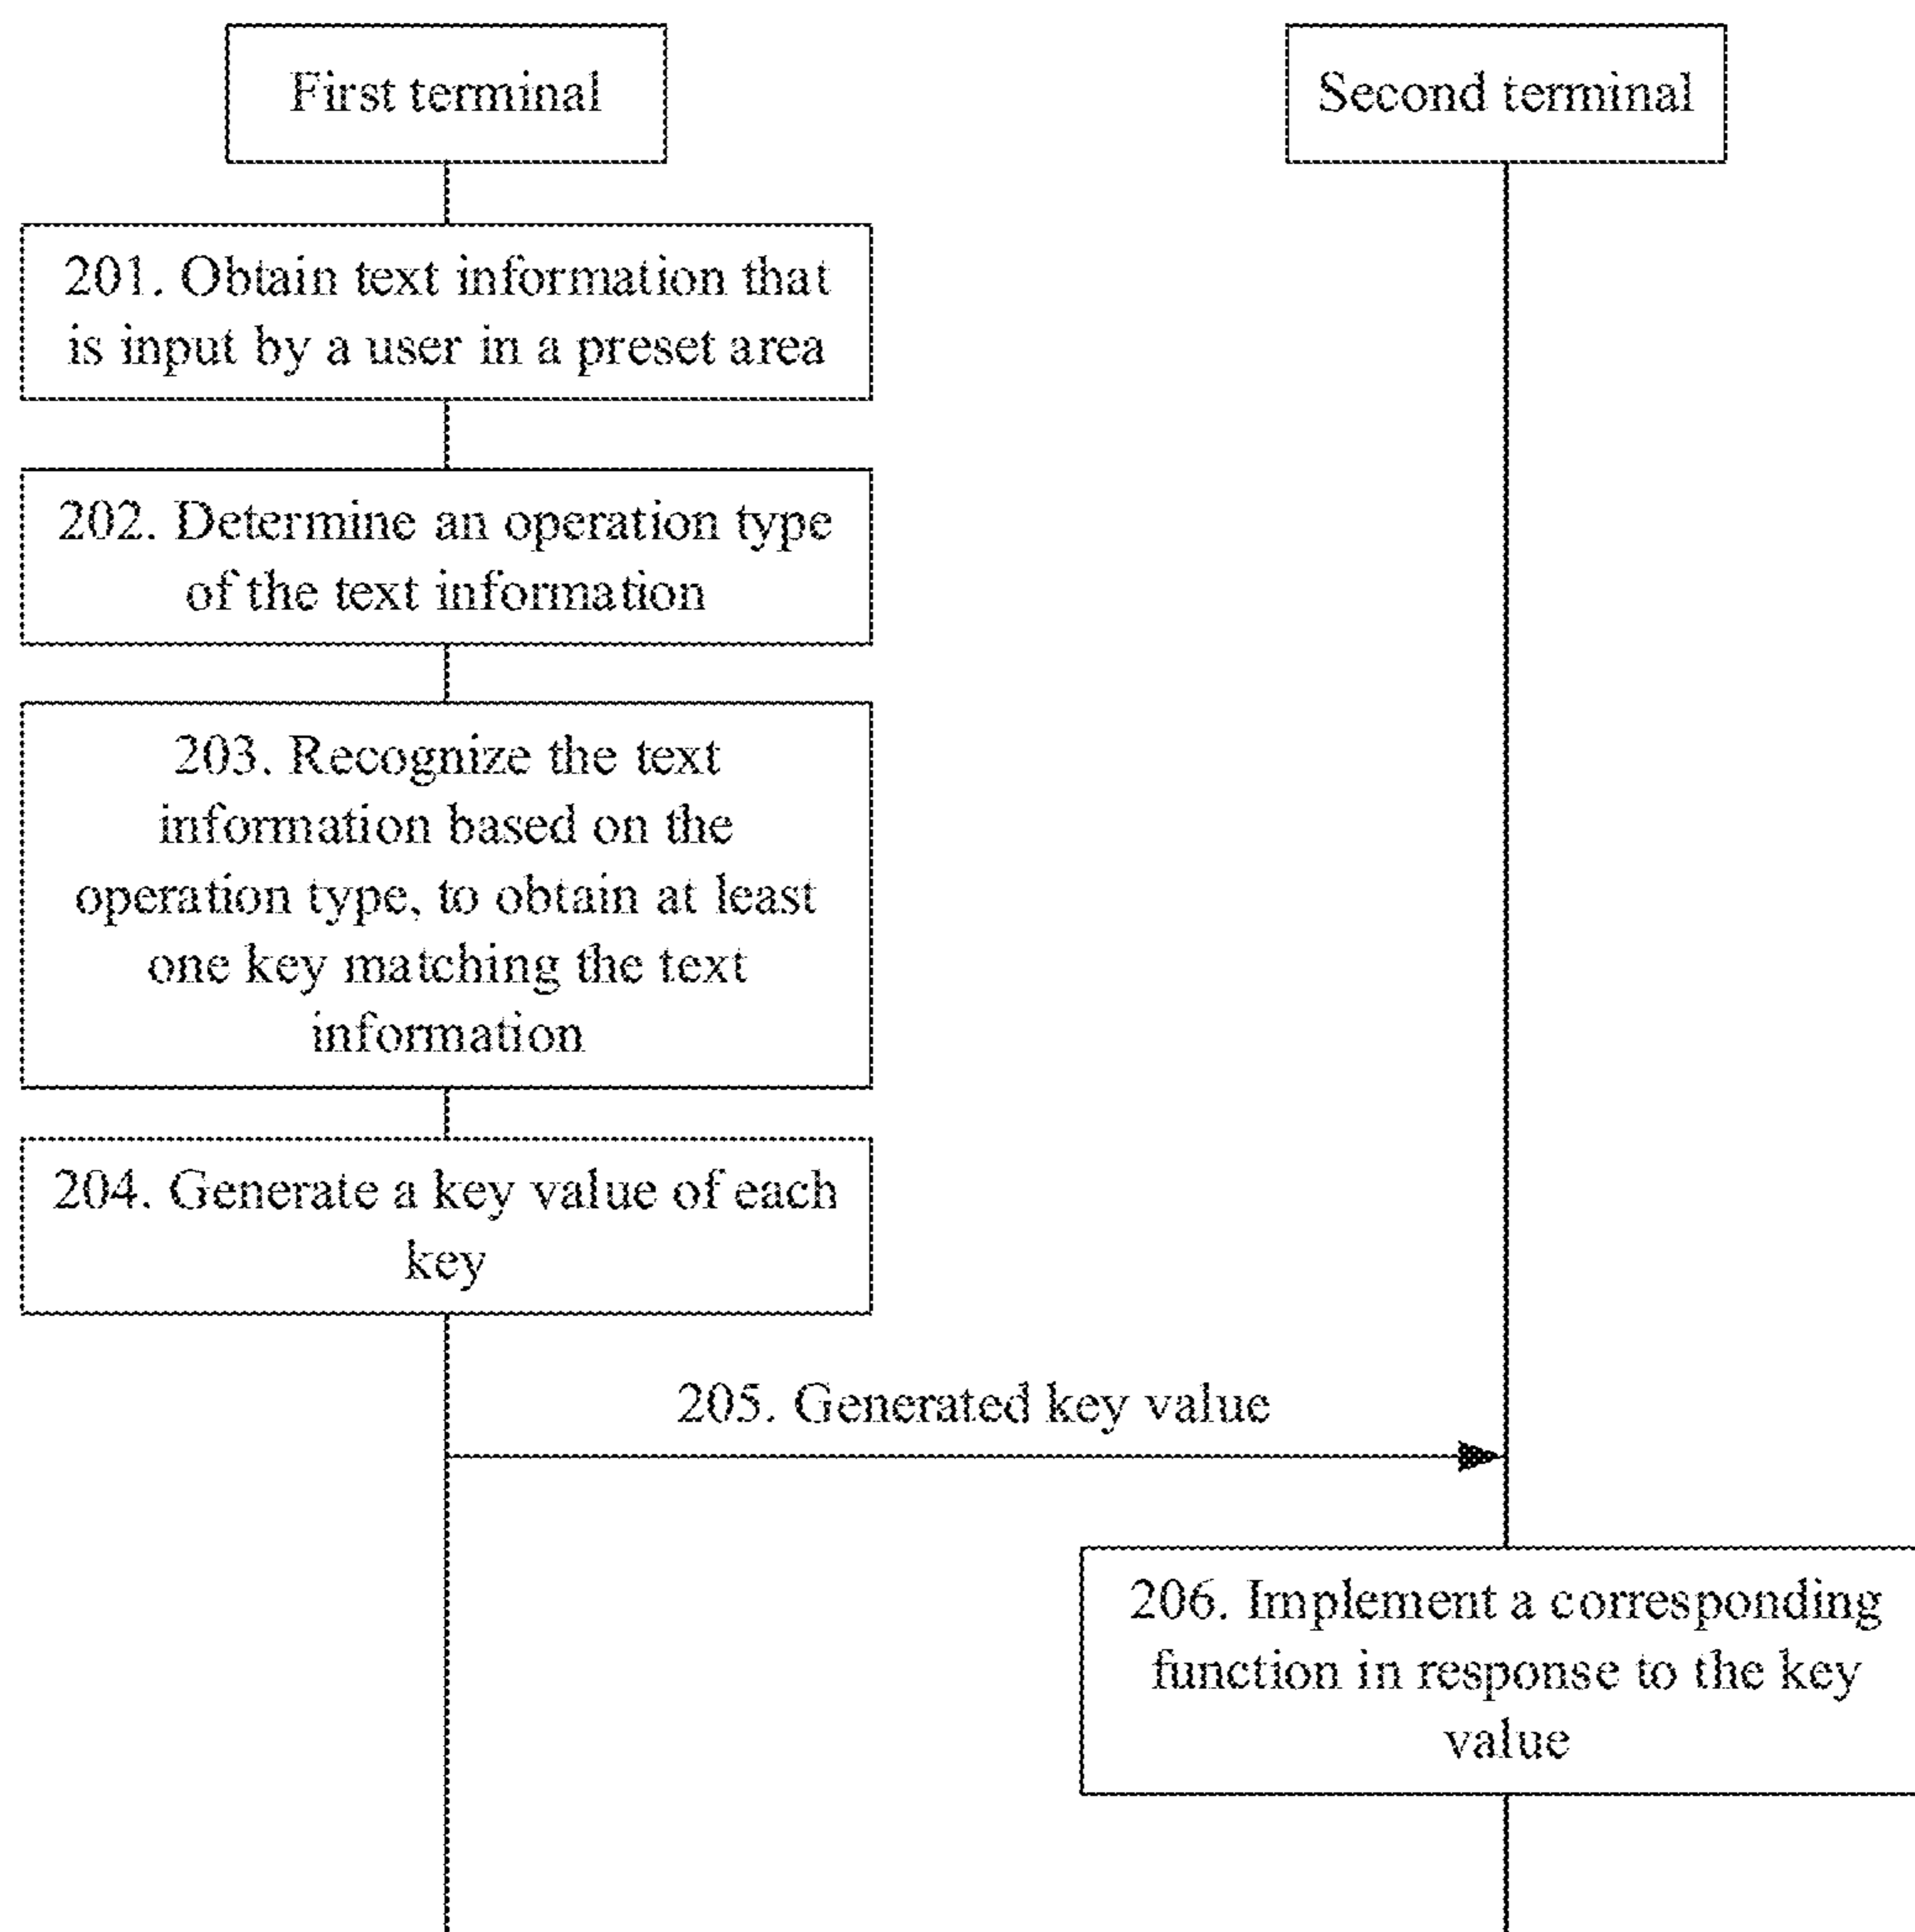 First terminal
Second terminal
201. Obtain text information that
is input by a user in a preset area
202. Determine an operation type
of the text information
203. Recognize the text
information based on the
operation type, to obtain at least
one key matching the text
information
204. Generate a key value of each
key
205. Generated key value
206. Implement a corresponding
function in response to the key
value